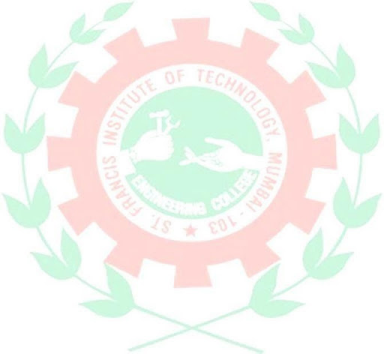 ST. FRANCIS INSTITUTE OF TECHNOLOGY, MUMBAI - 103
ENGINEERING COLLEGE